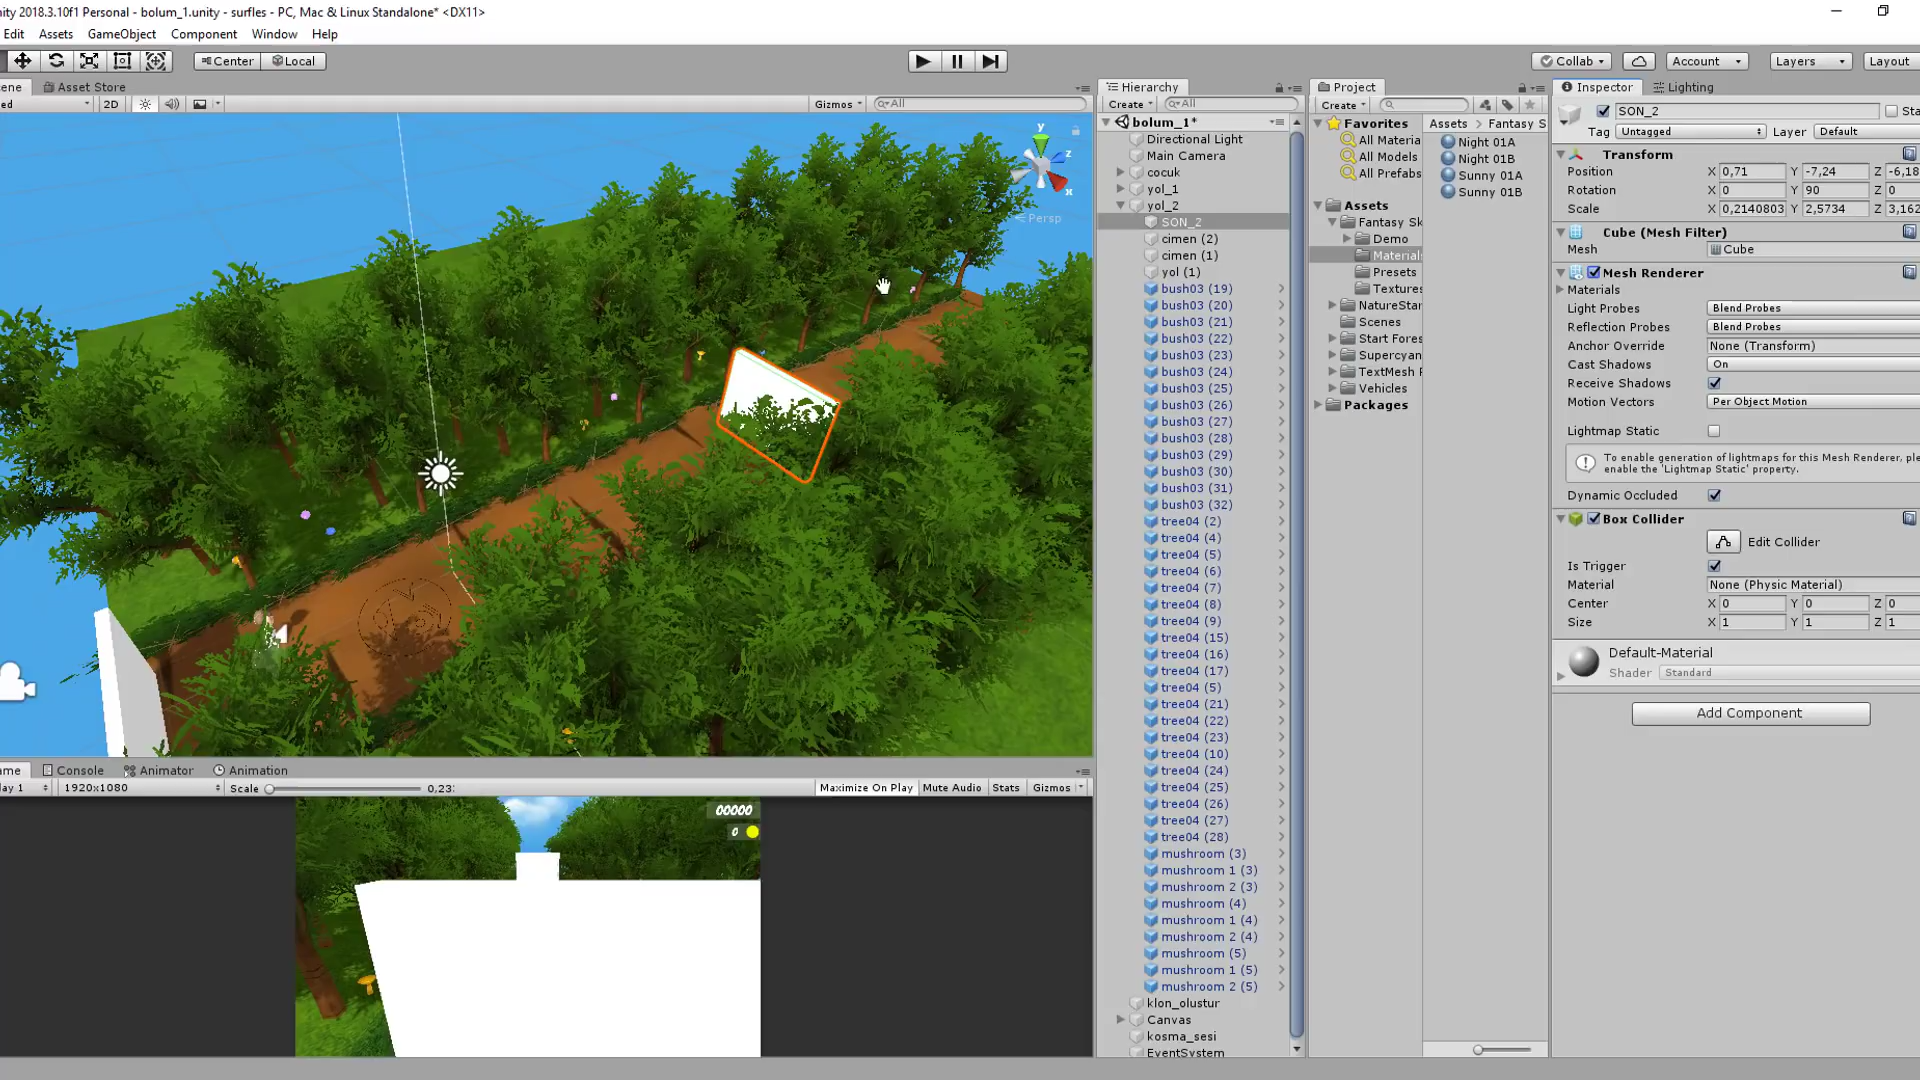 nity 2018.3.10f1 Personal - bolum_1.unity - surfles - PC, Mac & Linux Standalone* <DX11>
Edit Assets GameObject Component Window Help
Center Local Collab Account Layers Layout
ene Asset Store
ed 2D Gizmos All
y
z
x
Persp
Hierarchy
Create All
bolum_1*
Directional Light
Main Camera
cocuk
yol_1
yol_2
SON_2
cimen (2)
cimen (1)
yol (1)
bush03 (19)
bush03 (20)
bush03 (21)
bush03 (22)
bush03 (23)
bush03 (24)
bush03 (25)
bush03 (26)
bush03 (27)
bush03 (28)
bush03 (29)
bush03 (30)
bush03 (31)
bush03 (32)
tree04 (2)
tree04 (4)
tree04 (5)
tree04 (6)
tree04 (7)
tree04 (8)
tree04 (9)
tree04 (15)
tree04 (16)
tree04 (17)
tree04 (5)
tree04 (21)
tree04 (22)
tree04 (23)
tree04 (10)
tree04 (24)
tree04 (25)
tree04 (26)
tree04 (27)
tree04 (28)
mushroom (3)
mushroom 1 (3)
mushroom 2 (3)
mushroom (4)
mushroom 1 (4)
mushroom 2 (4)
mushroom (5)
mushroom 1 (5)
mushroom 2 (5)
klon_olustur
Canvas
kosma_sesi
EventSystem
Project
Create
Favorites
All Materia
All Models
All Prefabs
Assets
Fantasy Sk
Demo
Material
Presets
Textures
NatureStar
Scenes
Start Fores
Supercyan
TextMesh F
Vehicles
Packages
Assets Fantasy S
Night 01A
Night 01B
Sunny 01A
Sunny 01B
Inspector Lighting
SON_2 Sta
Tag Untagged Layer Default
Transform
Position X 0,71 Y -7,24 Z -6,18
Rotation X 0 Y 90 Z 0
Scale X 0,2140803 Y 2,5734 Z 3,162
Cube (Mesh Filter)
Mesh Cube
Mesh Renderer
Materials
Light Probes Blend Probes
Reflection Probes Blend Probes
Anchor Override None (Transform)
Cast Shadows On
Receive Shadows
Motion Vectors Per Object Motion
Lightmap Static
To enable generation of lightmaps for this Mesh Renderer, ple
enable the 'Lightmap Static' property.
Dynamic Occluded
Box Collider
Edit Collider
Is Trigger
Material None (Physic Material)
Center X 0 Y 0 Z 0
Size X 1 Y 1 Z 1
Default-Material
Shader Standard
Add Component
ame Console Animator Animation
lay 1 1920x1080 Scale 0,23 Maximize On Play Mute Audio Stats Gizmos
00000
0